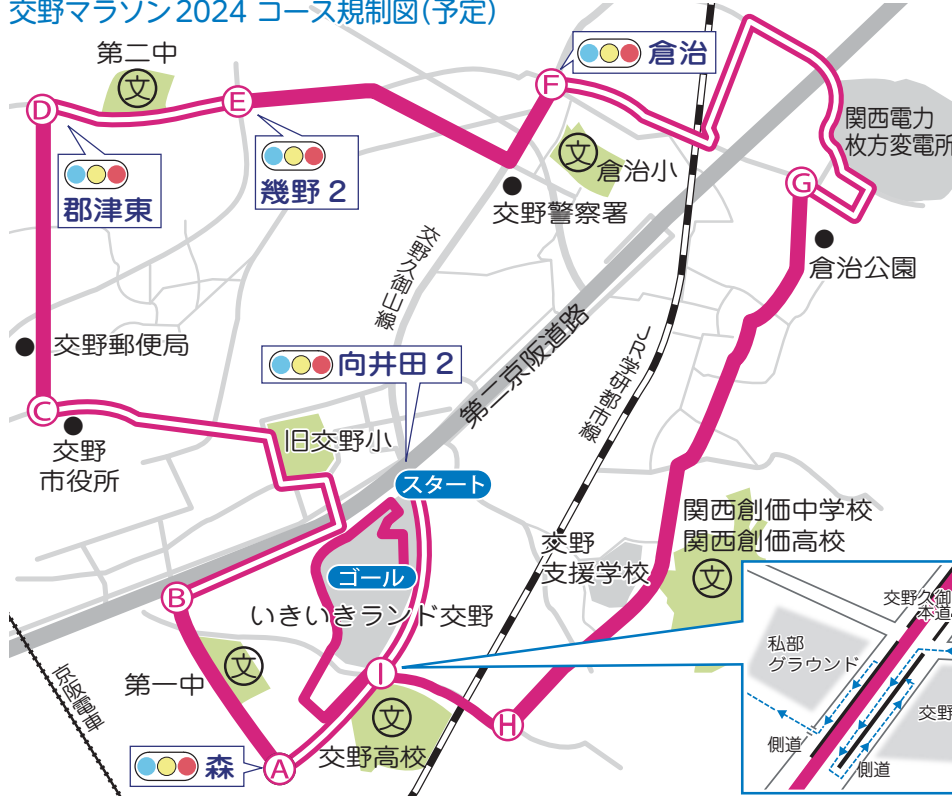 交野マラソン2024 コース規制図(予定)
第二中
文
倉治
F
D
E
関西電力
枚方変電所
文
倉治小
郡津東
幾野2
交野警察署
G
倉治公園
交野久御山線
交野郵便局
向井田2
第二京阪道路
JR学研都市線
C
交野
市役所
旧交野小
スタート
関西創価中学校
関西創価高校
文
交野
支援学校
ゴール
B
いきいきランド交野
交野久御
本道
私部
グラウンド
文
第一中
I
京阪電車
文
H
交野
交野高校
側道
側道
森
A